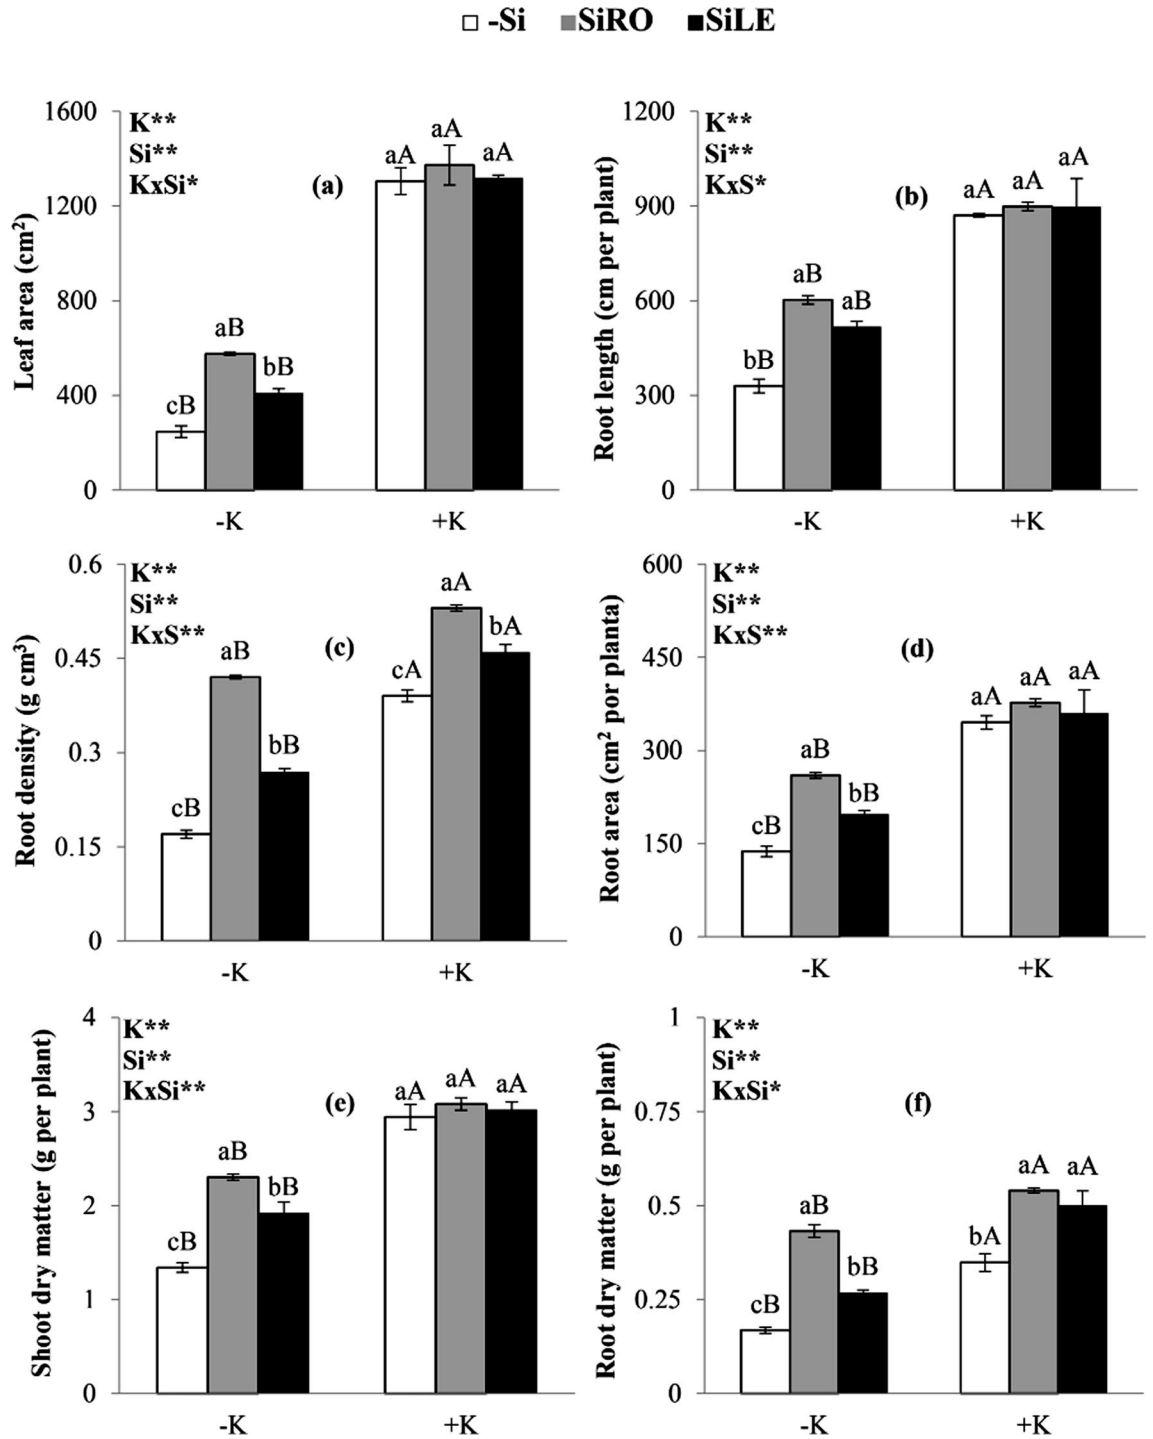 -Si SiRO SiLE
1600
1200
800
400
0
Leaf area (cm²)
K**
Si**
KxSi*
(a)
cB aB bB aA aA aA
-K +K
1200
900
600
300
0
Root length (cm per plant)
K**
Si**
KxS*
(b)
bB aB aB aA aA aA
-K +K
0.6
0.45
0.3
0.15
0
Root density (g cm³)
K**
Si**
KxS**
(c)
cB aB bB cA aA bA
-K +K
600
450
300
150
0
Root area (cm² por planta)
K**
Si**
KxS**
(d)
cB aB bB aA aA aA
-K +K
4
3
2
1
0
Shoot dry matter (g per plant)
K**
Si**
KxSi**
(e)
cB aB bB aA aA aA
-K +K
1
0.75
0.5
0.25
0
Root dry matter (g per plant)
K**
Si**
KxSi*
(f)
cB aB bB bA aA aA
-K +K